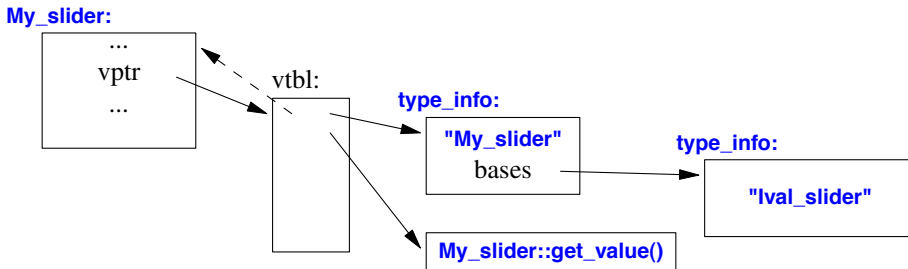 My_slider:
...
vptr
...
vtbl:
type_info:
"My_slider"
bases
type_info:
"Ival_slider"
My_slider::get_value()